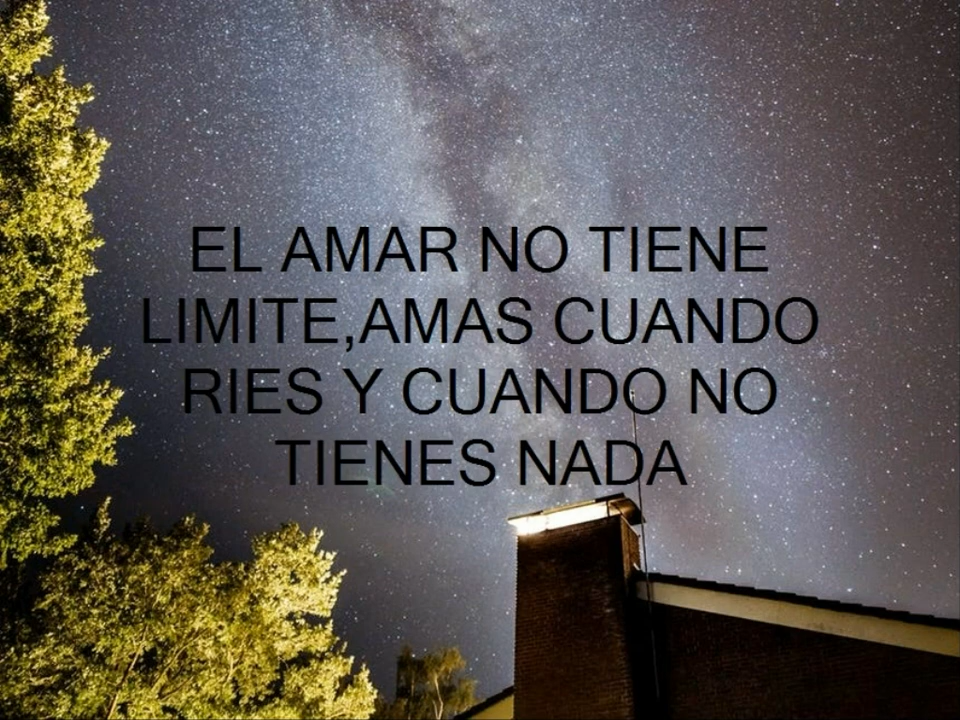 EL AMAR NO TIENE
LIMITE,AMAS CUANDO
RIES Y CUANDO NO
TIENES NADA